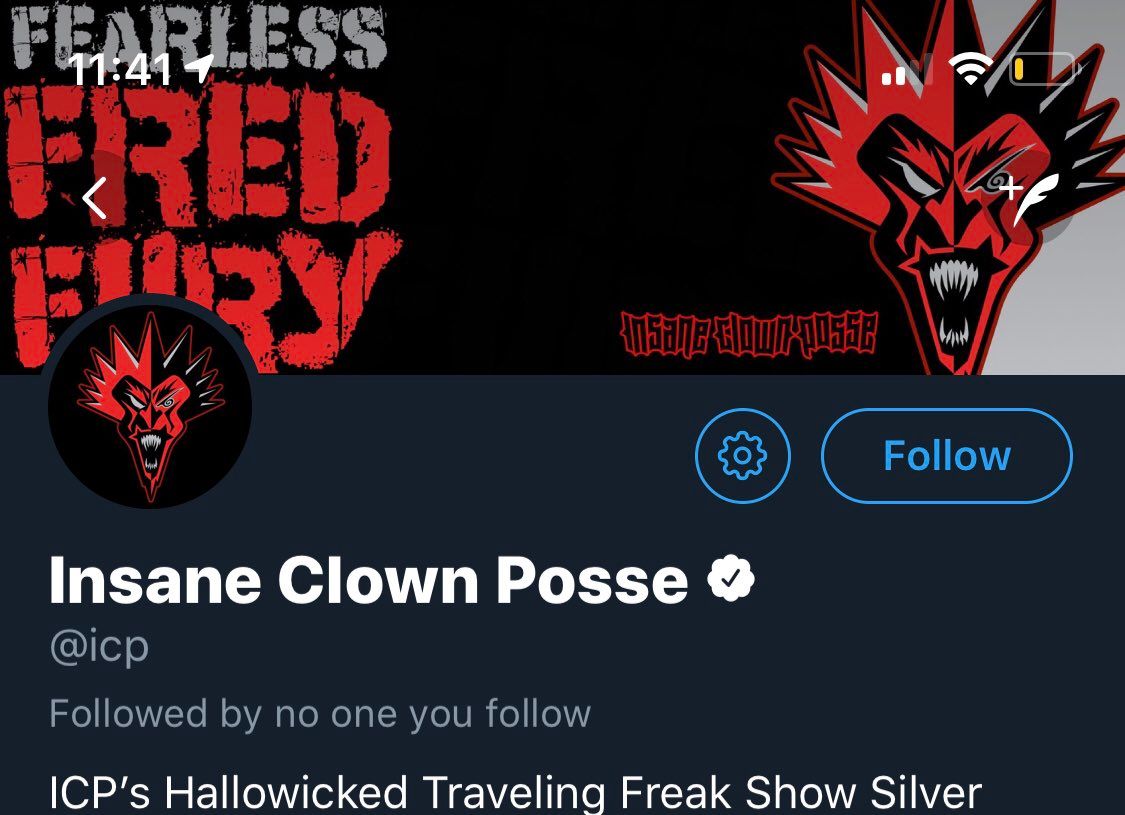 FEARLESS
11:41
FRED
FURY
insane clown posse
Follow
Insane Clown Posse
@icp
Followed by no one you follow
ICP’s Hallowicked Traveling Freak Show Silver